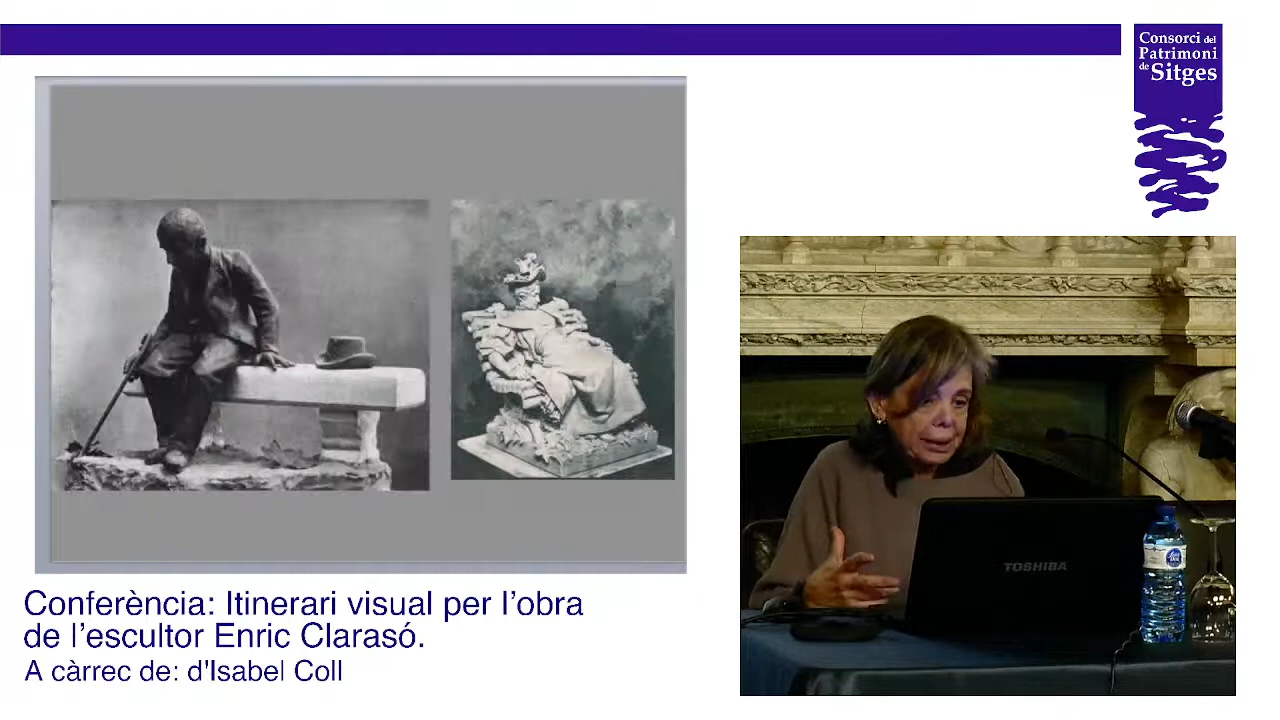 Consorci del
Patrimoni
de Sitges
Conferència: Itinerari visual per l'obra
de l'escultor Enric Clarasó.
A càrrec de: d'Isabel Coll
TOSHIBA